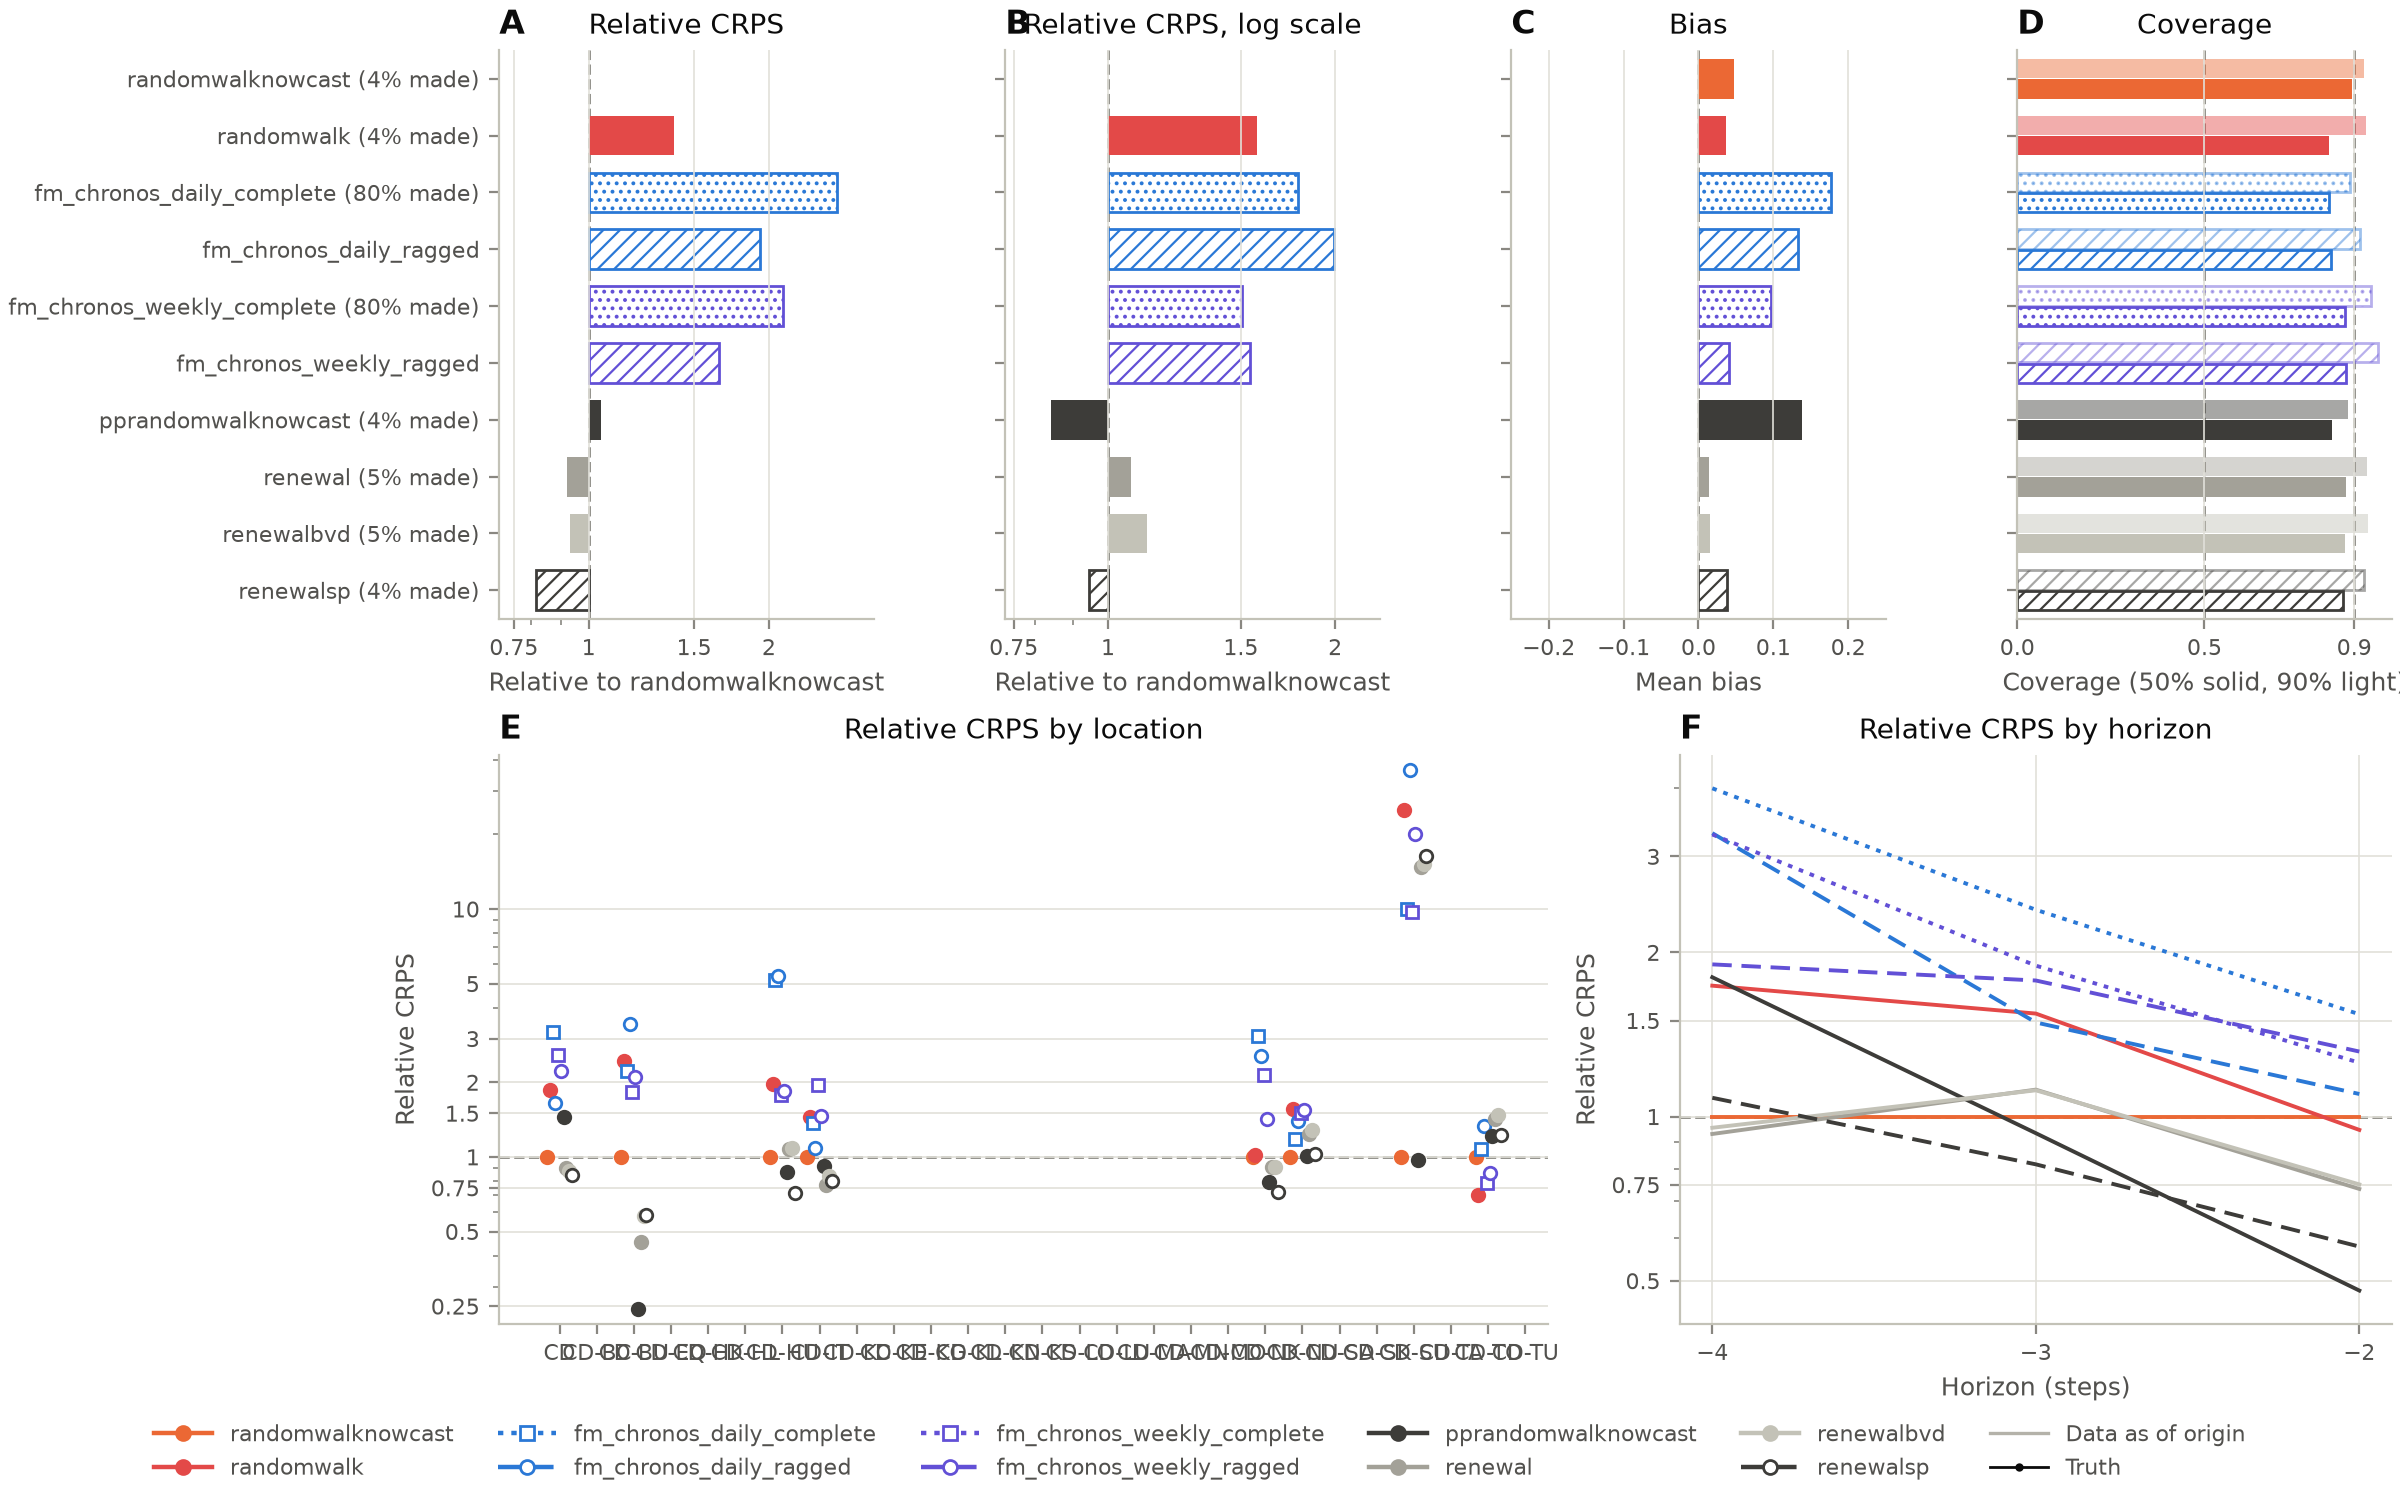 A Relative CRPS
B Relative CRPS, log scale
C Bias
D Coverage
randomwalknowcast (4% made)
randomwalk (4% made)
fm_chronos_daily_complete (80% made)
fm_chronos_daily_ragged
fm_chronos_weekly_complete (80% made)
fm_chronos_weekly_ragged
pprandomwalknowcast (4% made)
renewal (5% made)
renewalbvd (5% made)
renewalsp (4% made)
0.75 1 1.5 2
Relative to randomwalknowcast
0.75 1 1.5 2
Relative to randomwalknowcast
−0.2 −0.1 0.0 0.1 0.2
Mean bias
0.0 0.5 0.9
Coverage (50% solid, 90% light)
E Relative CRPS by location
Relative CRPS
10
5
3
2
1.5
1
0.75
0.5
0.25
F Relative CRPS by horizon
Relative CRPS
3
2
1.5
1
0.75
0.5
−4 −3 −2
Horizon (steps)
randomwalknowcast
randomwalk
fm_chronos_daily_complete
fm_chronos_daily_ragged
fm_chronos_weekly_complete
fm_chronos_weekly_ragged
pprandomwalknowcast
renewal
renewalbvd
renewalsp
Data as of origin
Truth